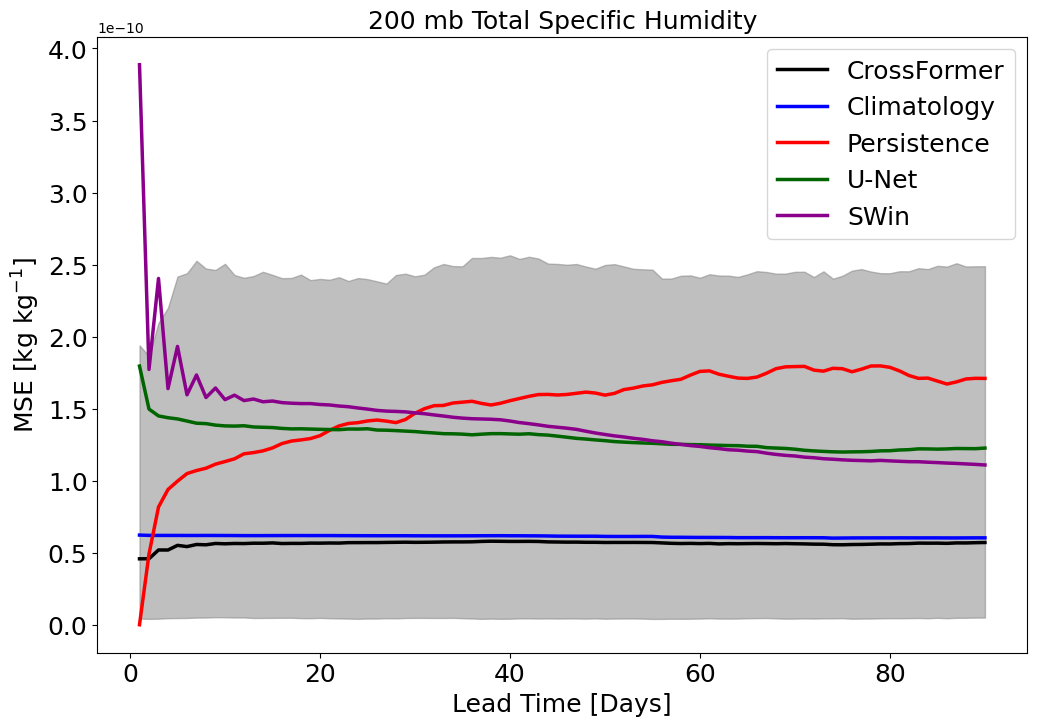 200 mb Total Specific Humidity
1e−10
4.0
3.5
3.0
2.5
2.0
1.5
1.0
0.5
0.0
MSE [kg kg⁻¹]
CrossFormer
Climatology
Persistence
U-Net
SWin
0 20 40 60 80
Lead Time [Days]